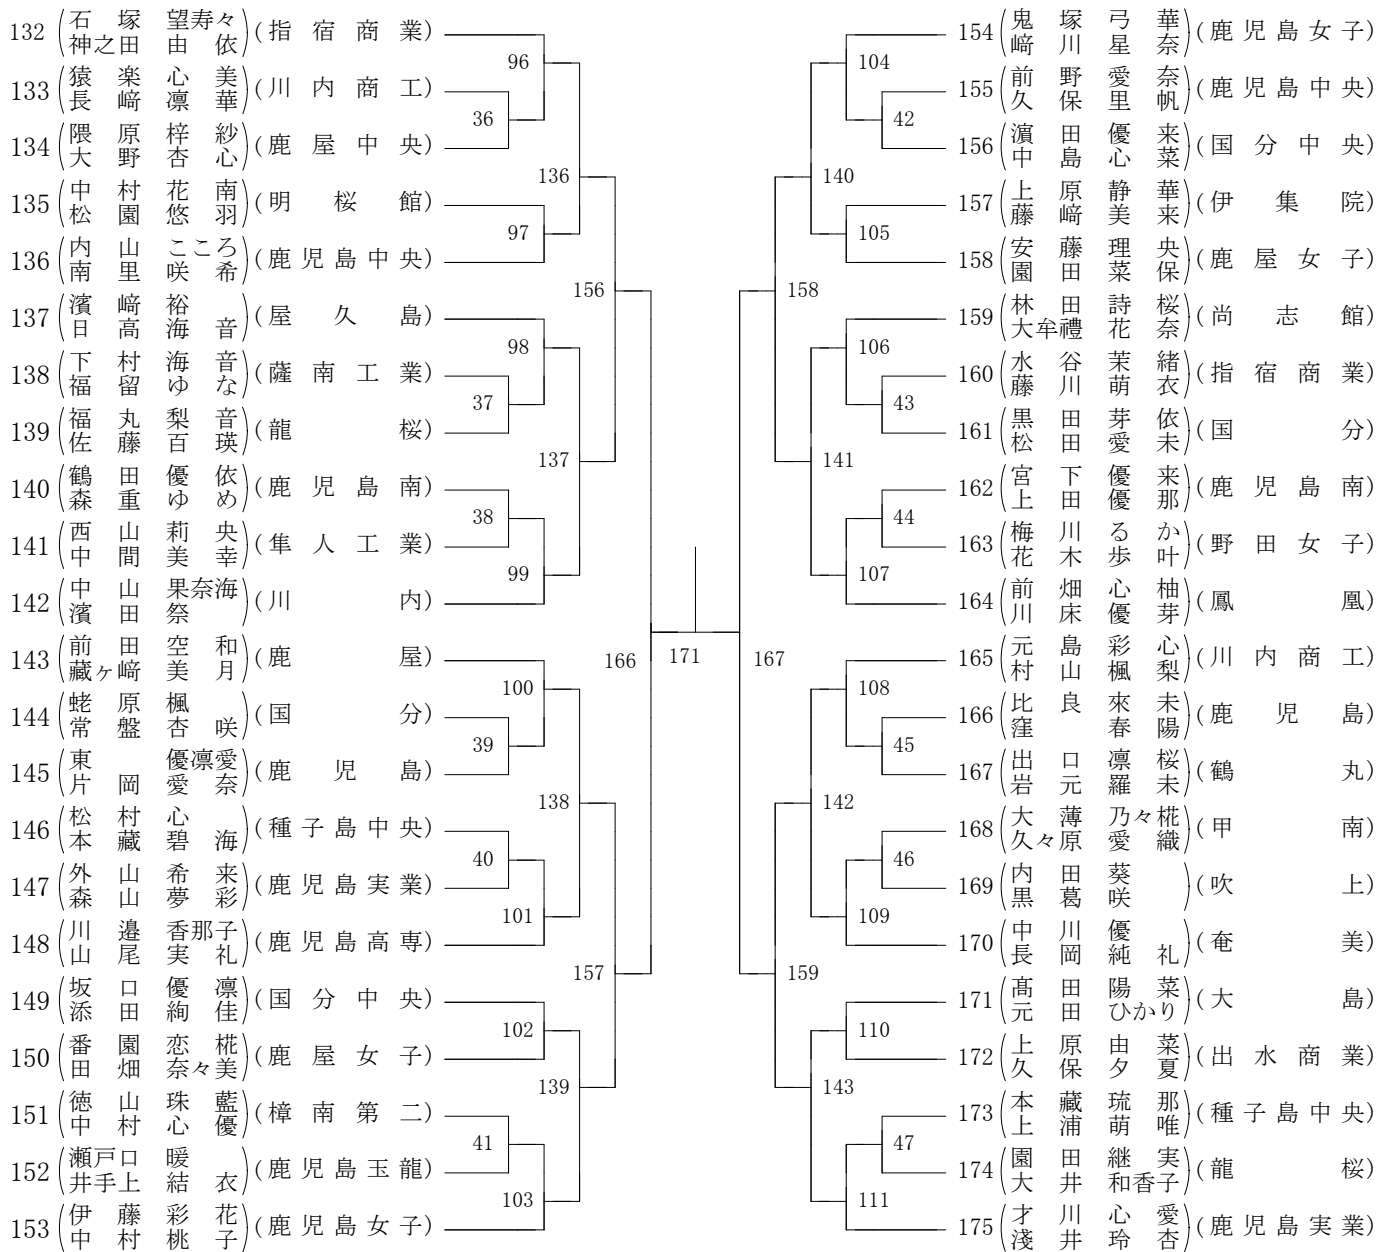 132 石塚 望寿々 (指宿商業)
神之田 由依
96
133 猿楽 心美 (川内商工)
長﨑 凛華
36
134 隈原 梓紗 (鹿屋中央)
大野 杏心
136
135 中村 花南 (明桜館)
松園 悠羽
97
136 内山 こころ (鹿児島中央)
南里 咲希
156
137 濱﨑 裕 (屋久島)
日高 海音
98
138 下村 海音 (薩南工業)
福留 ゆな
37
139 福丸 梨音 (龍桜)
佐藤 百瑛
137
140 鶴田 優依 (鹿児島南)
森重 ゆめ
38
141 西山 莉央 (隼人工業)
中間 美幸
99
142 中山 果奈海 (川内)
濱田 祭
143 前田 空和 (鹿屋)
藏ヶ﨑 美月
166
100
144 蛯原 楓 (国分)
常盤 杏咲
39
145 東 優凛愛 (鹿児島)
片岡 愛奈
138
146 松村 心 (種子島中央)
本藏 碧海
40
147 外山 希来 (鹿児島実業)
森山 夢彩
101
148 川邉 香那子 (鹿児島高専)
山尾 実礼
157
149 坂口 優凛 (国分中央)
添田 絢佳
102
150 番園 恋椛 (鹿屋女子)
田畑 奈々美
139
151 徳山 珠藍 (樟南第二)
中村 心優
41
152 瀬戸口 暖 (鹿児島玉龍)
井手上 結衣
103
153 伊藤 彩花 (鹿児島女子)
中村 桃子
171
154 鬼塚 弓華 (鹿児島女子)
﨑川 星奈
104
155 前野 愛奈 (鹿児島中央)
久保 里帆
42
156 濵田 優来 (国分中央)
中島 心菜
140
157 上原 静華 (伊集院)
藤﨑 美来
105
158 安藤 理央 (鹿屋女子)
園田 菜保
158
159 林田 詩桜 (尚志館)
大牟禮 花奈
106
160 水谷 茉緒 (指宿商業)
藤川 萌衣
43
161 黒田 芽依 (国分)
松田 愛未
141
162 宮下 優来 (鹿児島南)
上田 優那
44
163 梅川 るか (野田女子)
花木 歩叶
107
164 前畑 心柚 (鳳凰)
川床 優芽
167
165 元島 彩心 (川内商工)
村山 楓梨
108
166 比良 來未 (鹿児島)
窪 春陽
45
167 出口 凛桜 (鶴丸)
岩元 羅未
142
168 大薄 乃々椛 (甲南)
久々原 愛織
46
169 内田 葵 (吹上)
黒葛 咲
109
170 中川 優 (奄美)
長岡 純礼
159
171 髙田 陽菜 (大島)
元田 ひかり
110
172 上原 由菜 (出水商業)
久保 夕夏
143
173 本藏 琉那 (種子島中央)
上浦 萌唯
47
174 園田 継実 (龍桜)
大井 和香子
111
175 才川 心愛 (鹿児島実業)
淺井 玲杏